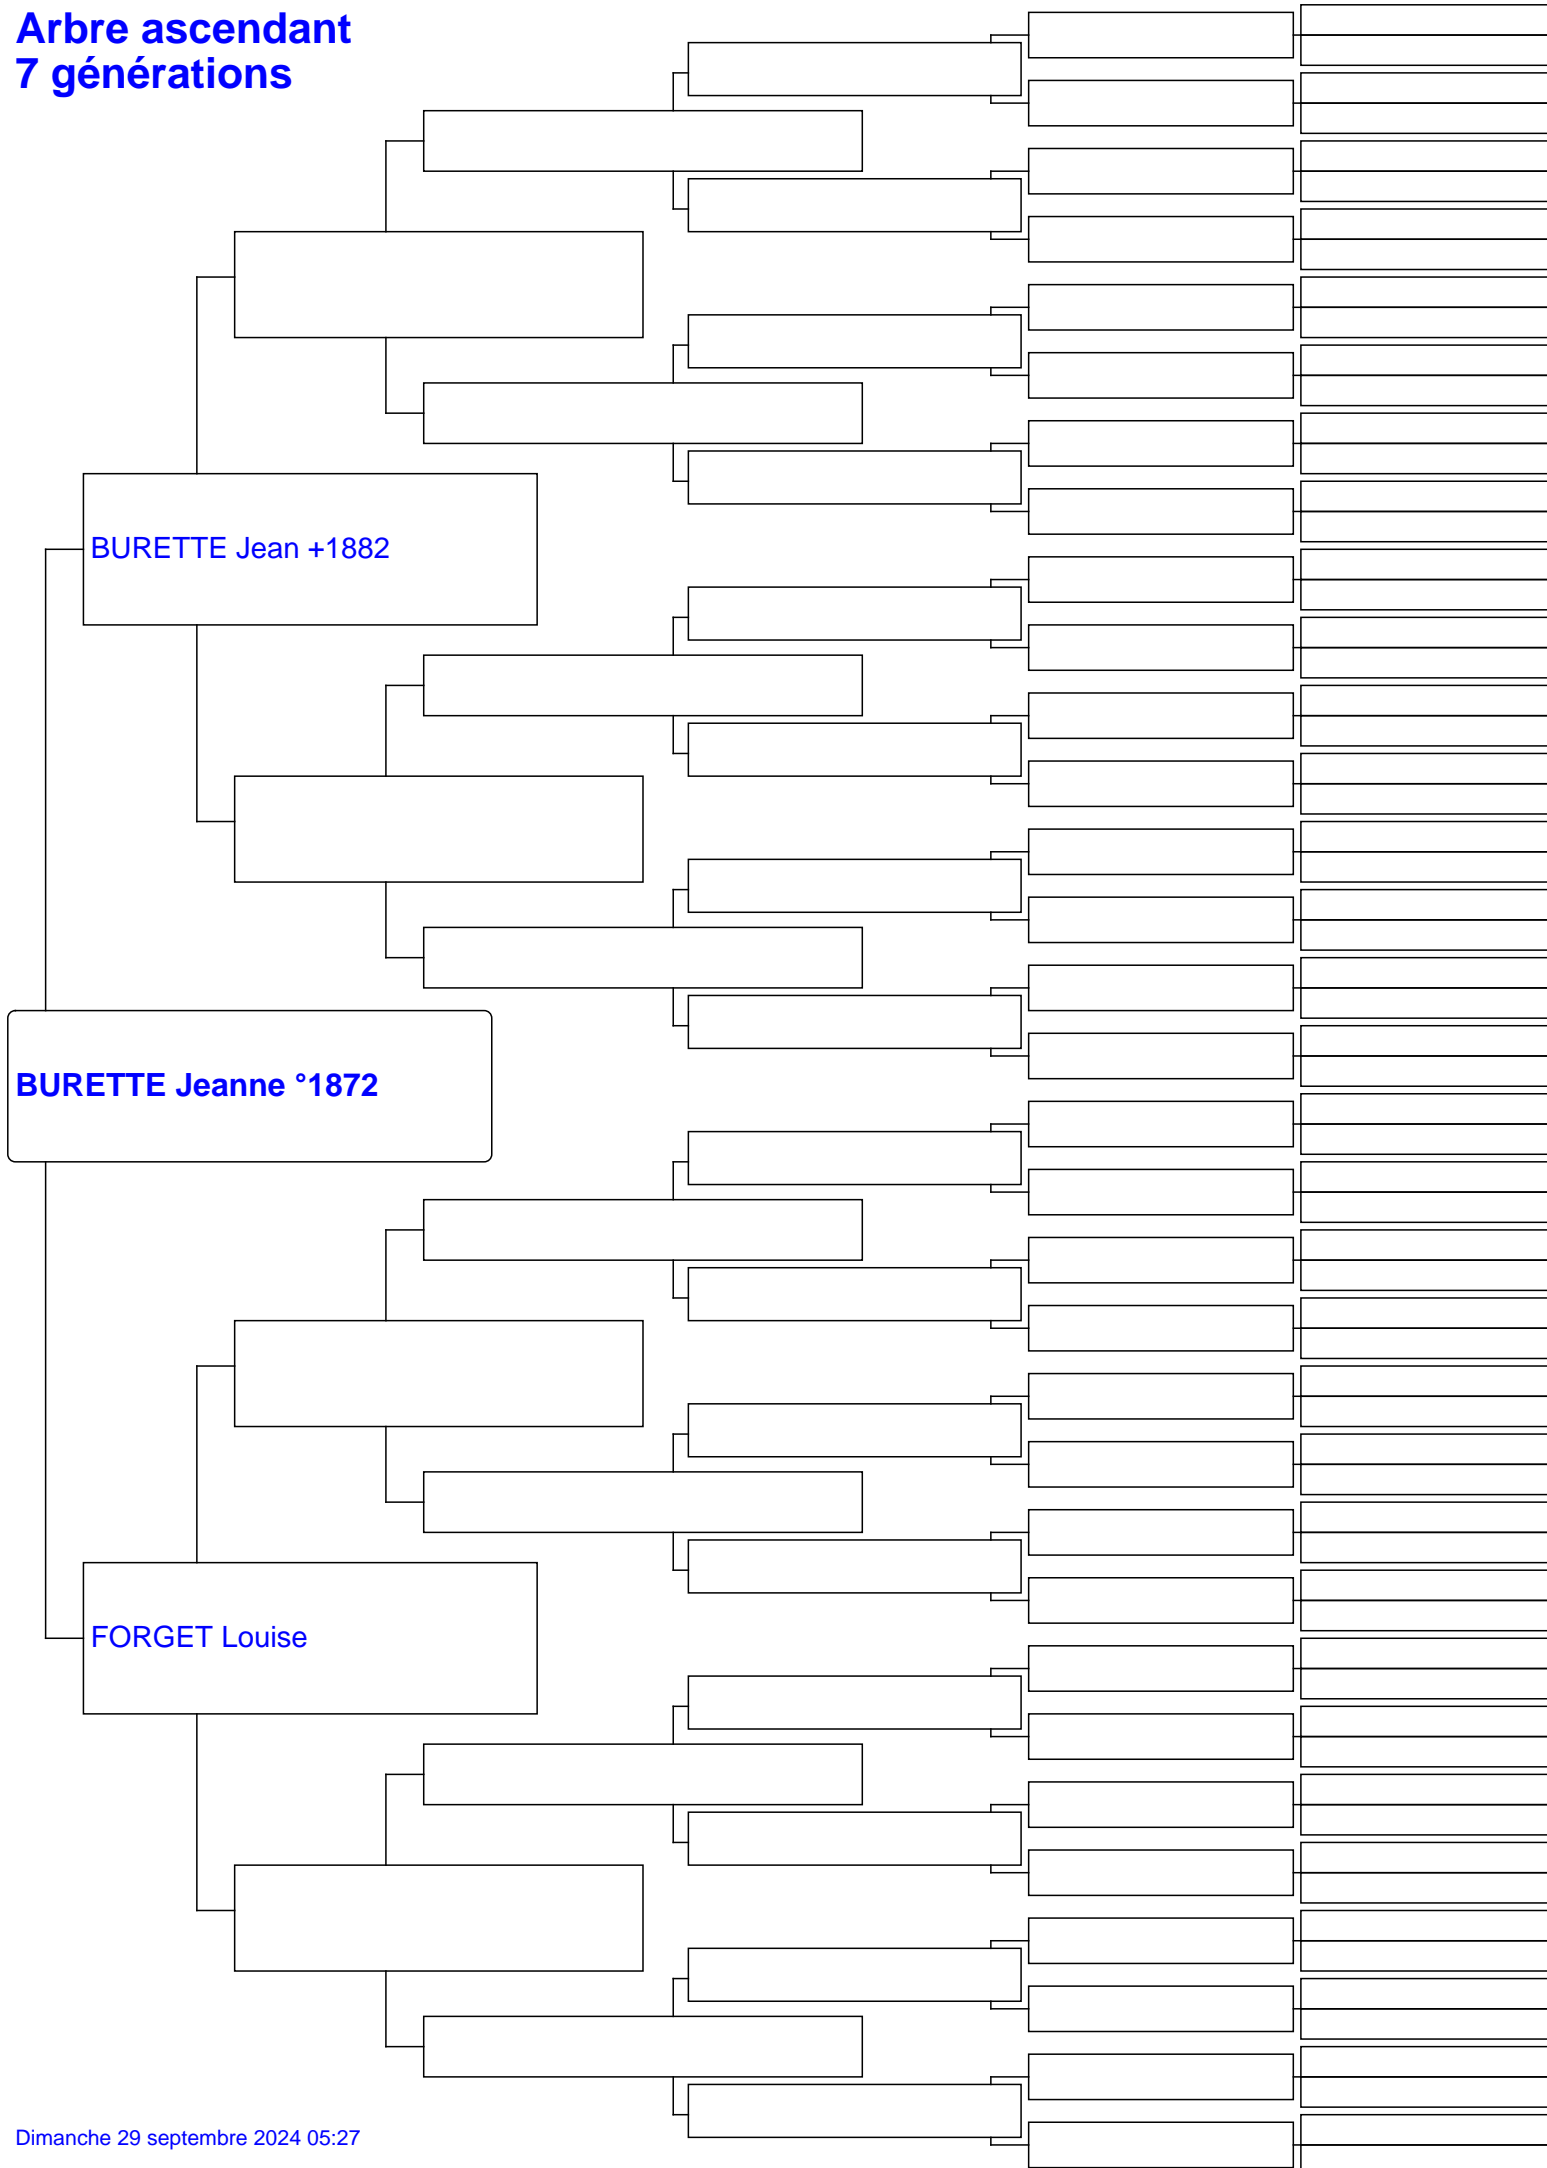 Arbre ascendant
7 générations
BURETTE Jean +1882
BURETTE Jeanne °1872
FORGET Louise
Dimanche 29 septembre 2024 05:27